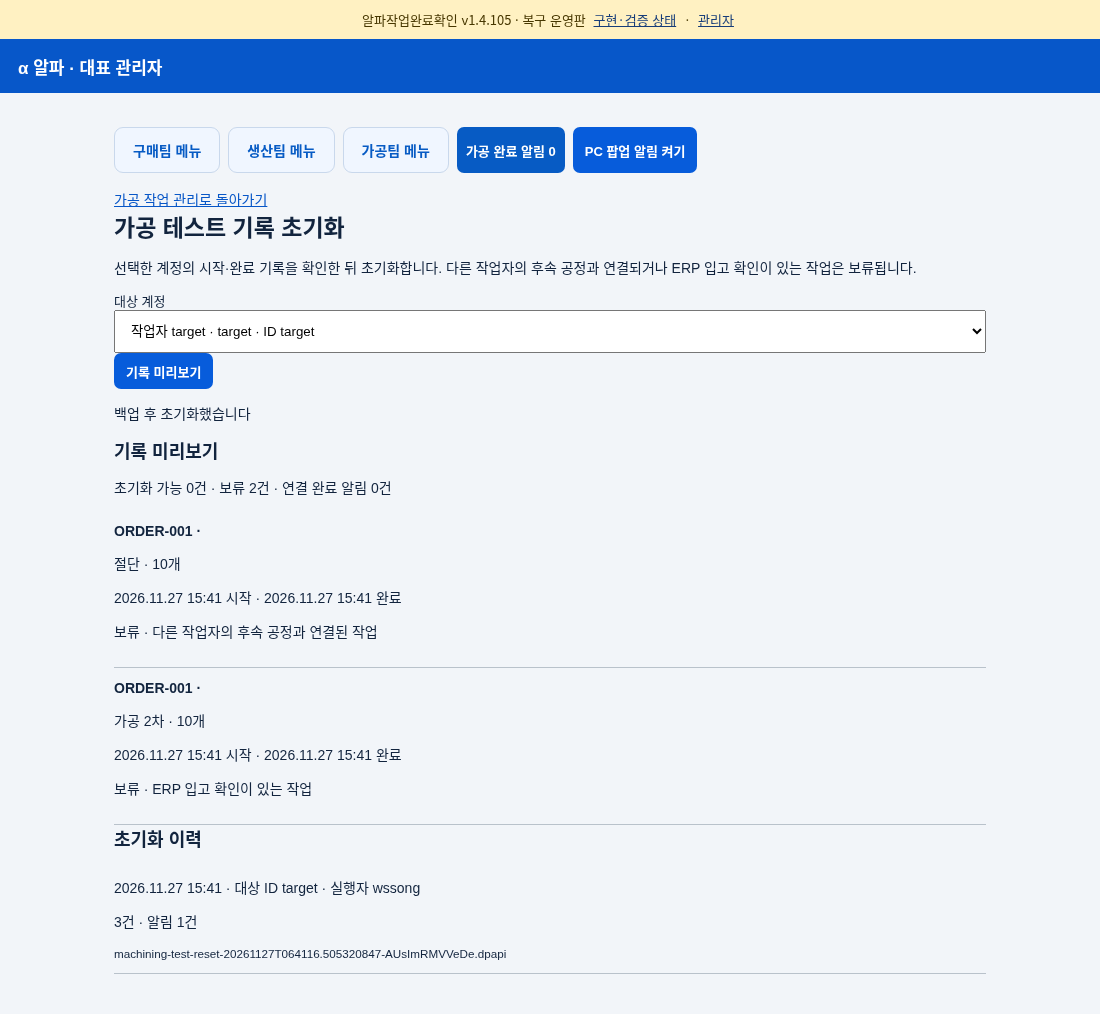 알파작업완료확인 v1.4.105 · 복구 운영판 구현·검증 상태 · 관리자
α 알파 · 대표 관리자
구매팀 메뉴 생산팀 메뉴 가공팀 메뉴 가공 완료 알림 0 PC 팝업 알림 켜기
가공 작업 관리로 돌아가기
가공 테스트 기록 초기화
선택한 계정의 시작·완료 기록을 확인한 뒤 초기화합니다. 다른 작업자의 후속 공정과 연결되거나 ERP 입고 확인이 있는 작업은 보류됩니다.
대상 계정
작업자 target · target · ID target
기록 미리보기
백업 후 초기화했습니다
기록 미리보기
초기화 가능 0건 · 보류 2건 · 연결 완료 알림 0건
ORDER-001 ·
절단 · 10개
2026.11.27 15:41 시작 · 2026.11.27 15:41 완료
보류 · 다른 작업자의 후속 공정과 연결된 작업
ORDER-001 ·
가공 2차 · 10개
2026.11.27 15:41 시작 · 2026.11.27 15:41 완료
보류 · ERP 입고 확인이 있는 작업
초기화 이력
2026.11.27 15:41 · 대상 ID target · 실행자 wssong
3건 · 알림 1건
machining-test-reset-20261127T064116.505320847-AUsImRMVVeDe.dpapi